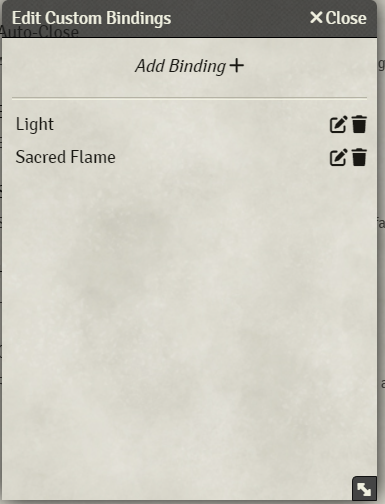 Edit Custom Bindings Close
Auto-Close
Add Binding
Light
Sacred Flame